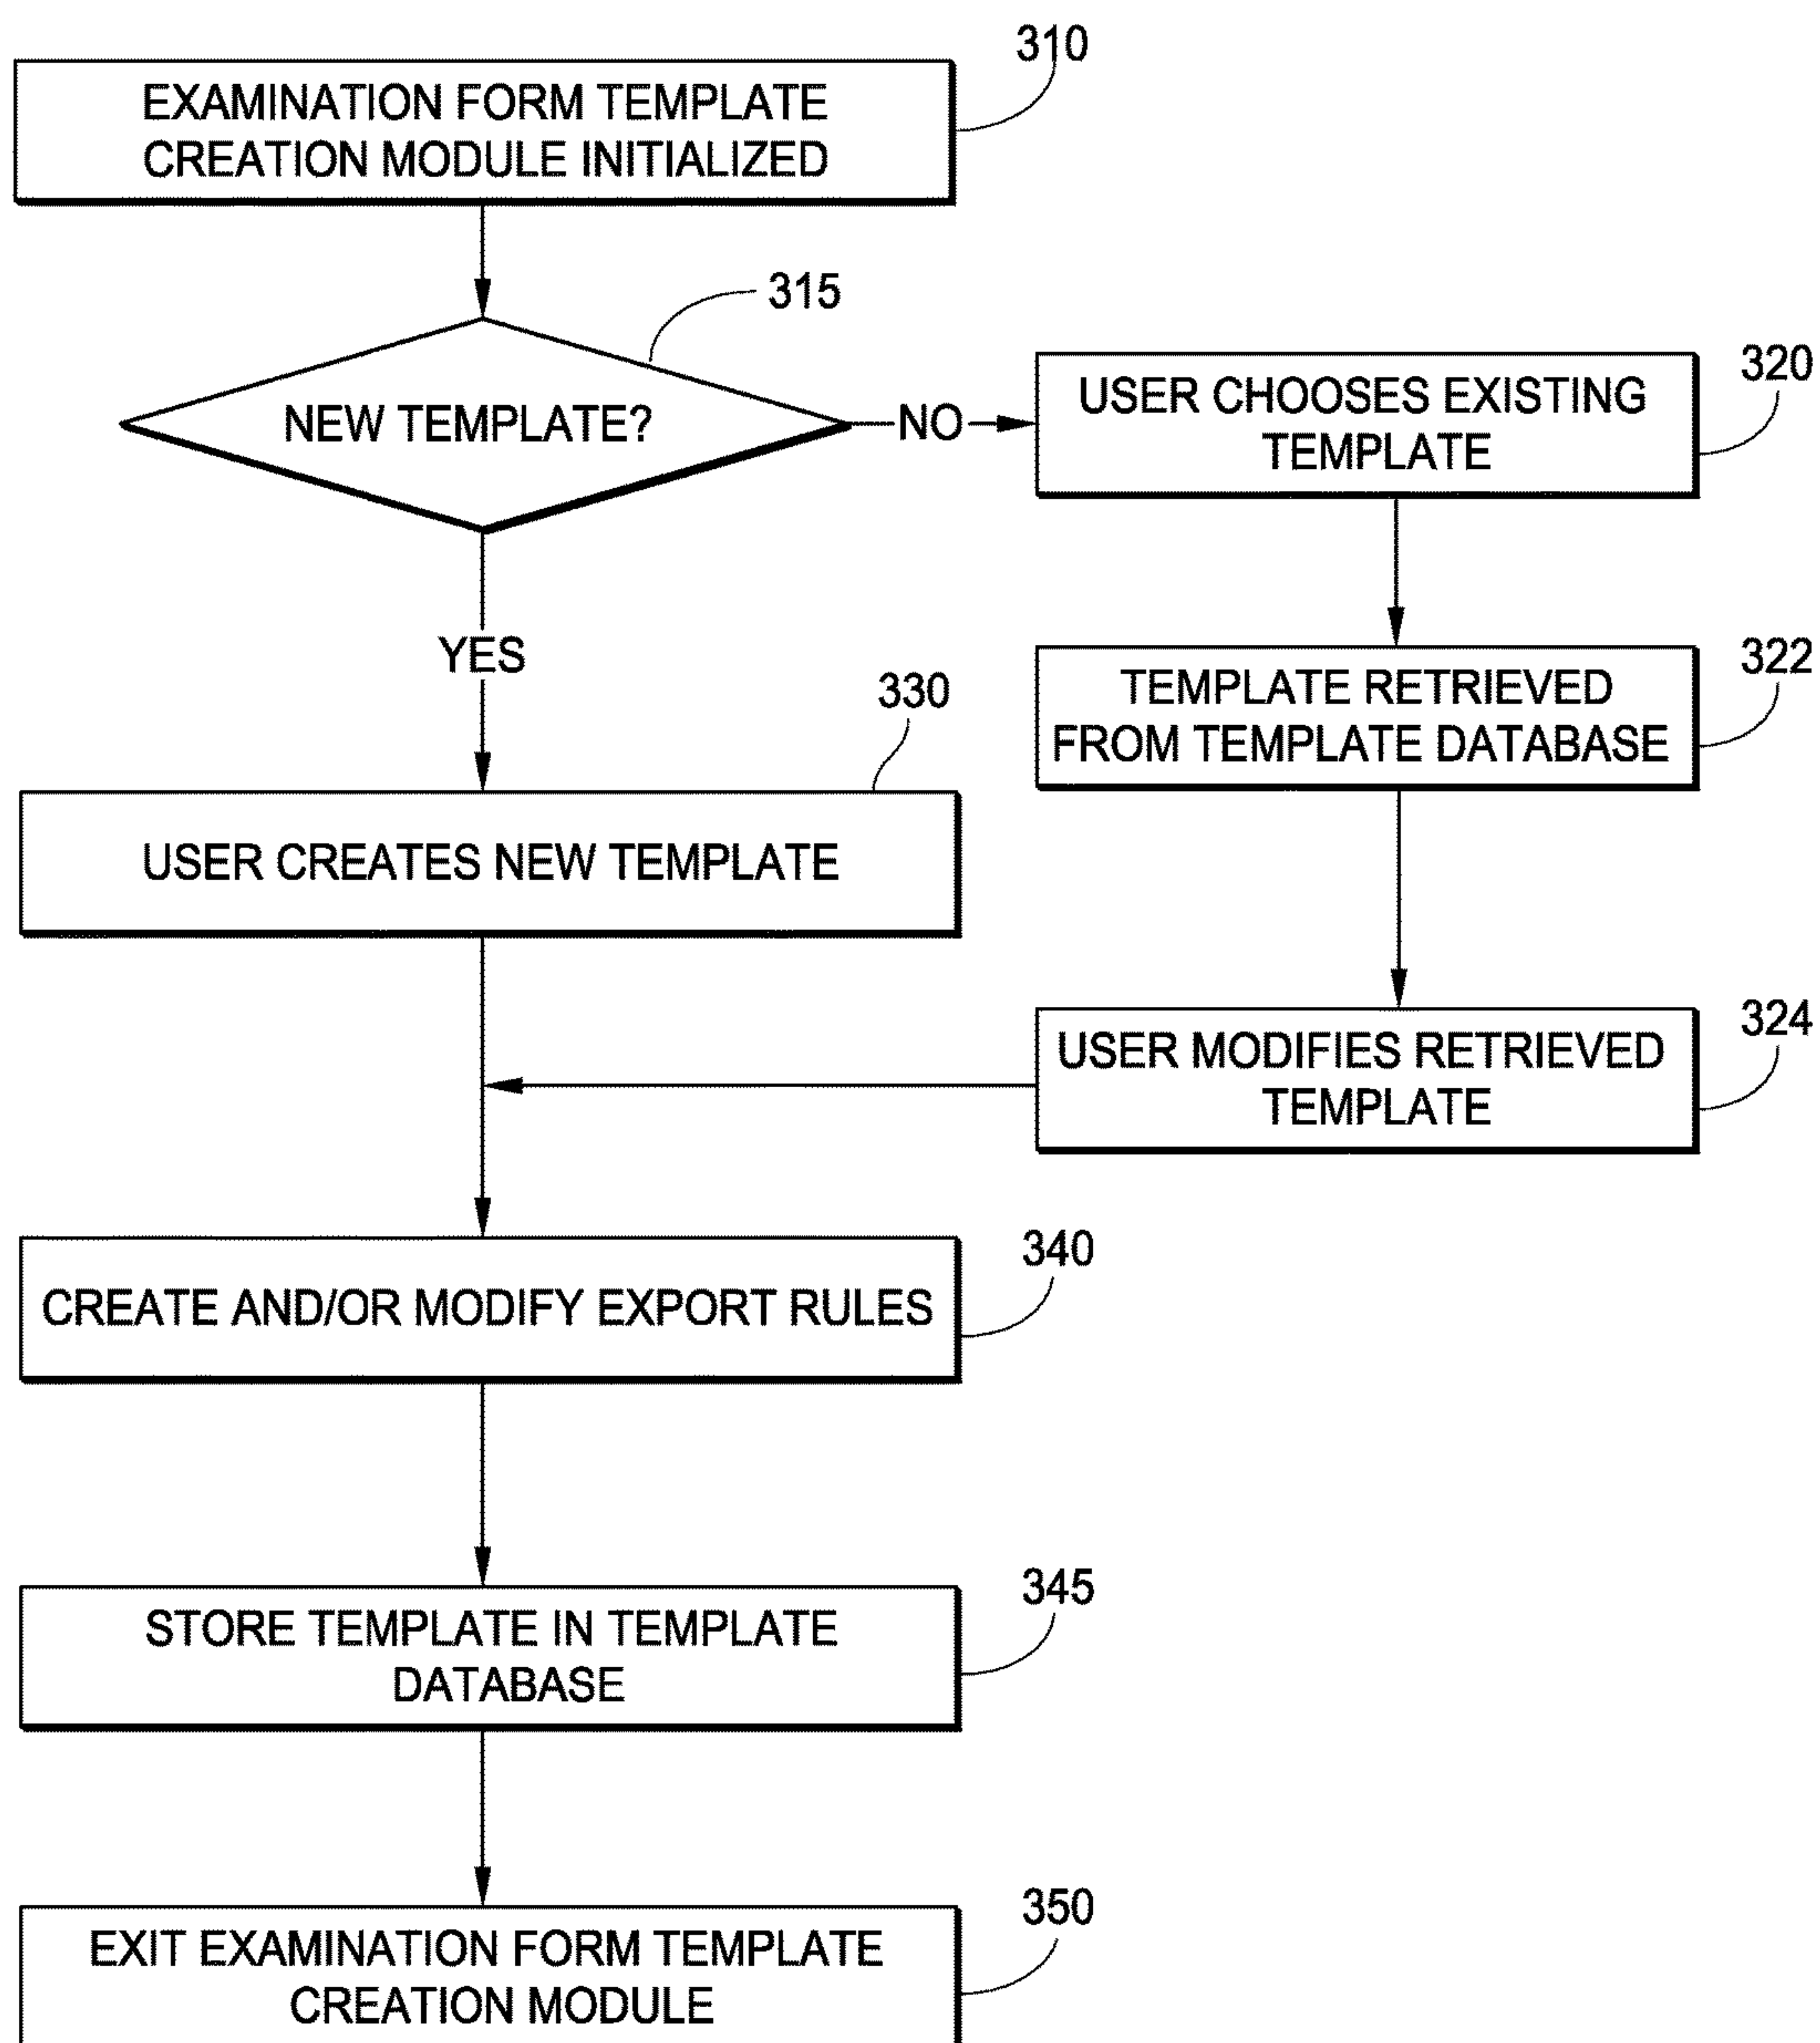 310
EXAMINATION FORM TEMPLATE
CREATION MODULE INITIALIZED
315
NEW TEMPLATE?
NO
320
USER CHOOSES EXISTING
TEMPLATE
YES
322
TEMPLATE RETRIEVED
FROM TEMPLATE DATABASE
330
USER CREATES NEW TEMPLATE
324
USER MODIFIES RETRIEVED
TEMPLATE
340
CREATE AND/OR MODIFY EXPORT RULES
345
STORE TEMPLATE IN TEMPLATE
DATABASE
350
EXIT EXAMINATION FORM TEMPLATE
CREATION MODULE